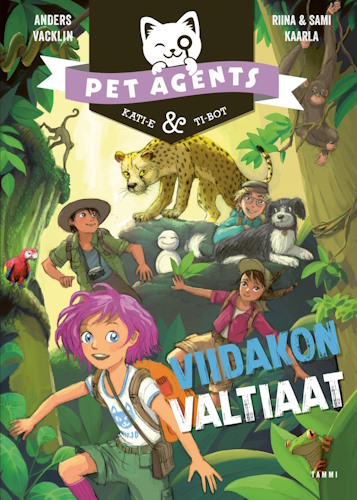 ANDERS
VACKLIN
RIINA & SAMI
KAARLA
PET AGENTS
KATI-E & TI-BOT
VIIDAKON
VALTIAAT
TAMMI